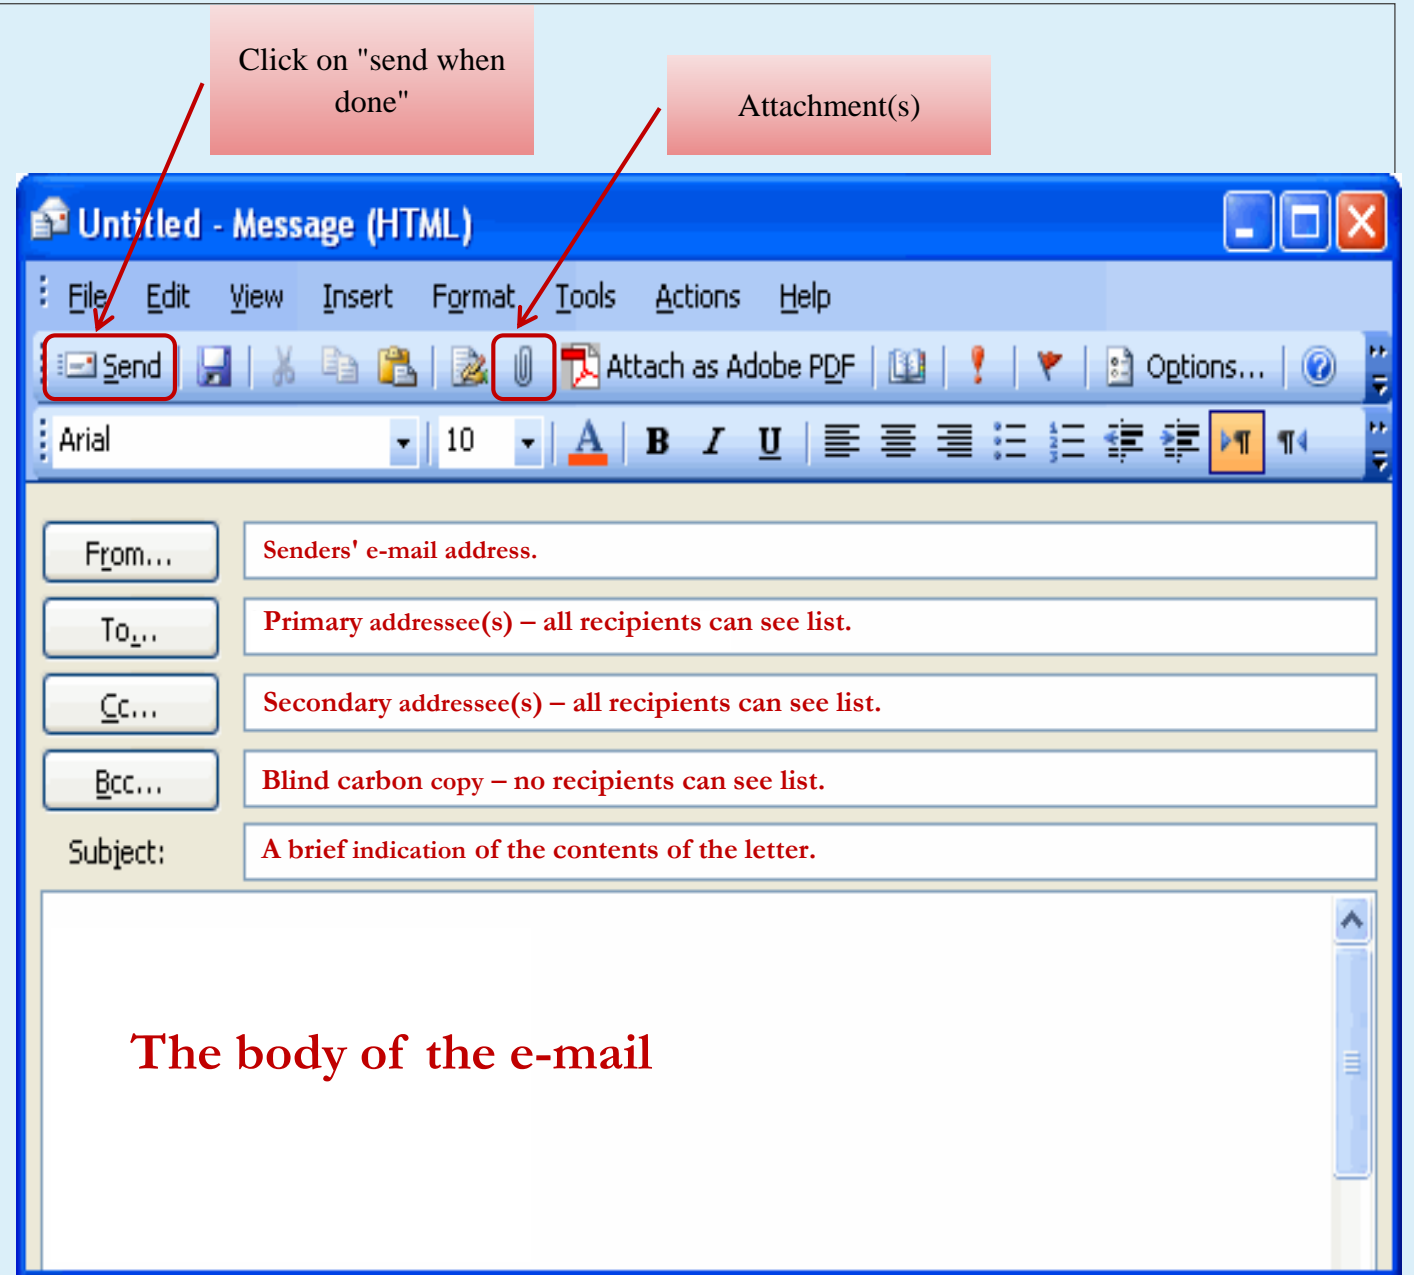 Click on "send when
done"
Attachment(s)
Untitled - Message (HTML)
File Edit View Insert Format Tools Actions Help
Send Attach as Adobe PDF Options...
Arial 10 A B I U
From... Senders' e-mail address.
To... Primary addressee(s) – all recipients can see list.
Cc... Secondary addressee(s) – all recipients can see list.
Bcc... Blind carbon copy – no recipients can see list.
Subject: A brief indication of the contents of the letter.
The body of the e-mail